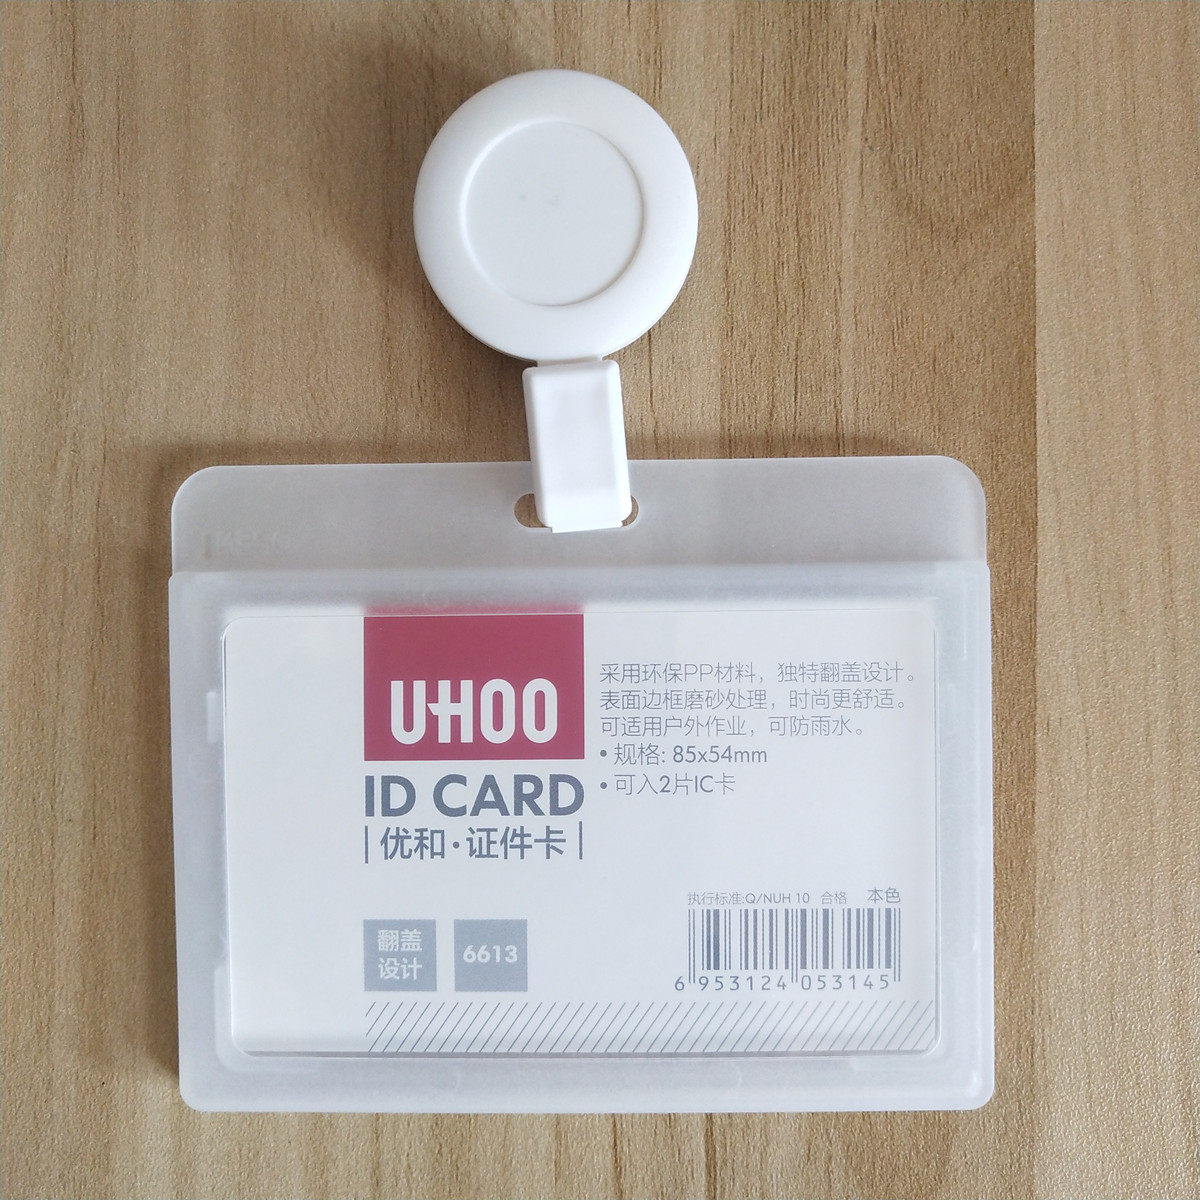 UHOO
ID CARD
优和·证件卡
翻盖
设计
6613
采用环保PP材料，独特翻盖设计。
表面边框磨砂处理，时尚更舒适。
可适用户外作业，可防雨水。
• 规格: 85x54mm
• 可入2片IC卡
执行标准:Q/NUH 10 合格 本色
6 953124 053145